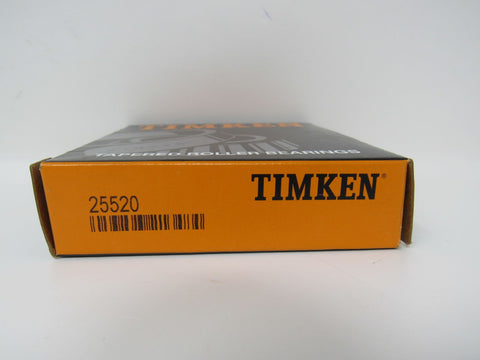 TIMKEN
TAPERED ROLLER BEARINGS
25520
TIMKEN®